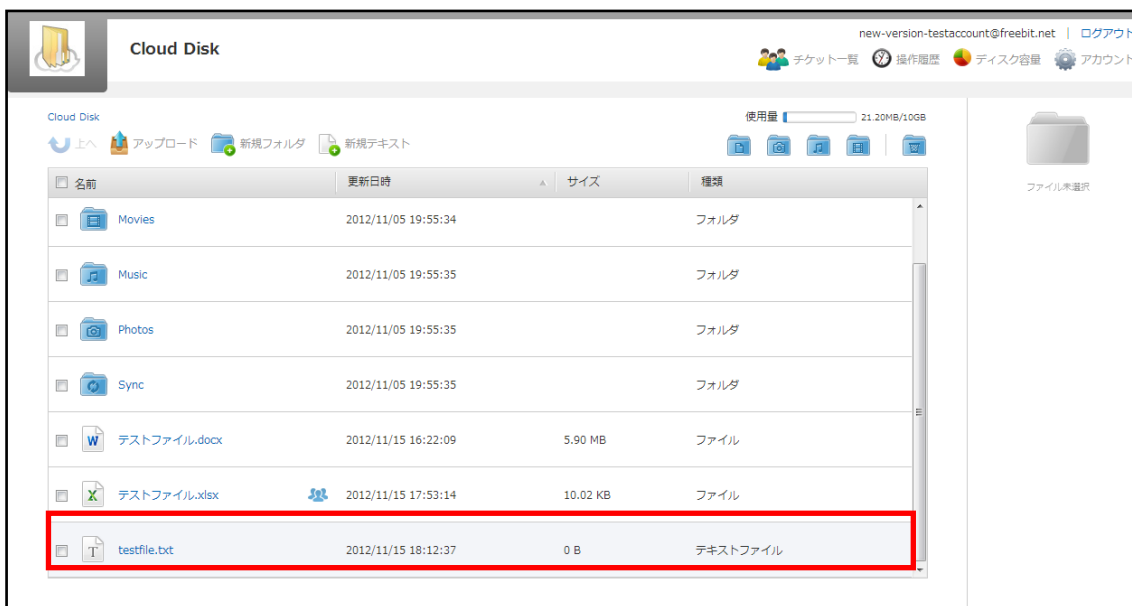 new-version-testaccount@freebit.net | ログアウト
Cloud Disk
チケット一覧 操作履歴 ディスク容量 アカウント
Cloud Disk
使用量 21.20MB/10GB
上へ アップロード 新規フォルダ 新規テキスト
ファイル未選択
名前 更新日時 サイズ 種類
Movies 2012/11/05 19:55:34 フォルダ
Music 2012/11/05 19:55:35 フォルダ
Photos 2012/11/05 19:55:35 フォルダ
Sync 2012/11/05 19:55:35 フォルダ
テストファイル.docx 2012/11/15 16:22:09 5.90 MB ファイル
テストファイル.xlsx 2012/11/15 17:53:14 10.02 KB ファイル
testfile.txt 2012/11/15 18:12:37 0 B テキストファイル